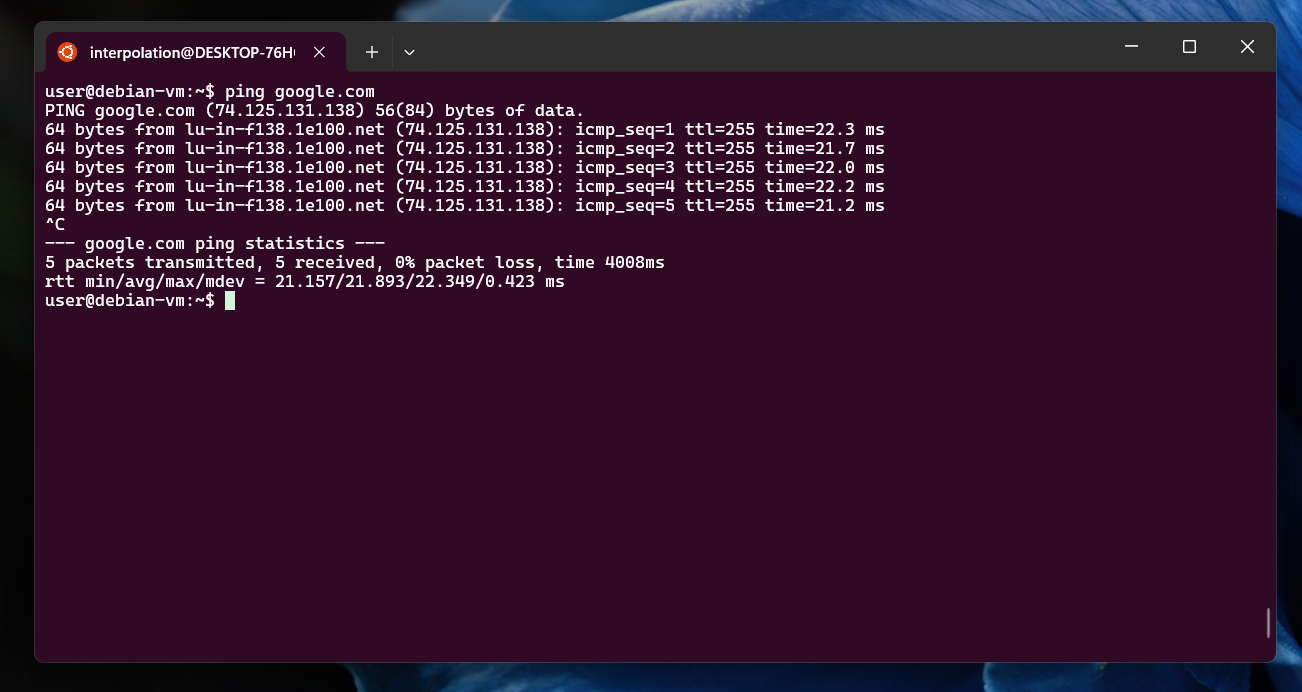 interpolation@DESKTOP-76H
user@debian-vm:~$ ping google.com
PING google.com (74.125.131.138) 56(84) bytes of data.
64 bytes from lu-in-f138.1e100.net (74.125.131.138): icmp_seq=1 ttl=255 time=22.3 ms
64 bytes from lu-in-f138.1e100.net (74.125.131.138): icmp_seq=2 ttl=255 time=21.7 ms
64 bytes from lu-in-f138.1e100.net (74.125.131.138): icmp_seq=3 ttl=255 time=22.0 ms
64 bytes from lu-in-f138.1e100.net (74.125.131.138): icmp_seq=4 ttl=255 time=22.2 ms
64 bytes from lu-in-f138.1e100.net (74.125.131.138): icmp_seq=5 ttl=255 time=21.2 ms
^C
--- google.com ping statistics ---
5 packets transmitted, 5 received, 0% packet loss, time 4008ms
rtt min/avg/max/mdev = 21.157/21.893/22.349/0.423 ms
user@debian-vm:~$